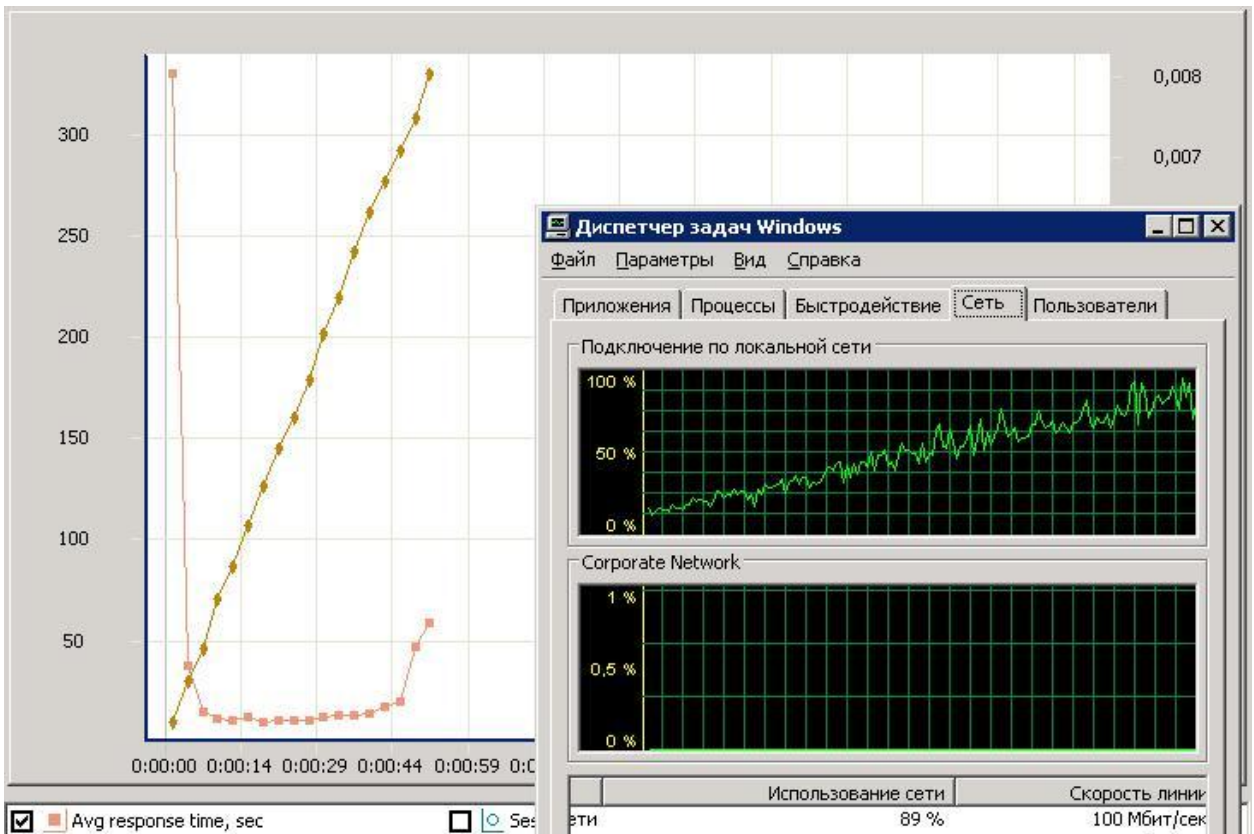 0,008
300
0,007
250
200
150
100
50
0:00:00 0:00:14 0:00:29 0:00:44 0:00:59
Avg response time, sec
Диспетчер задач Windows
Файл Параметры Вид Справка
Приложения Процессы Быстродействие Сеть Пользователи
Подключение по локальной сети
100 %
50 %
0 %
Corporate Network
1 %
0,5 %
0 %
Использование сети Скорость линии
89 % 100 Мбит/сек